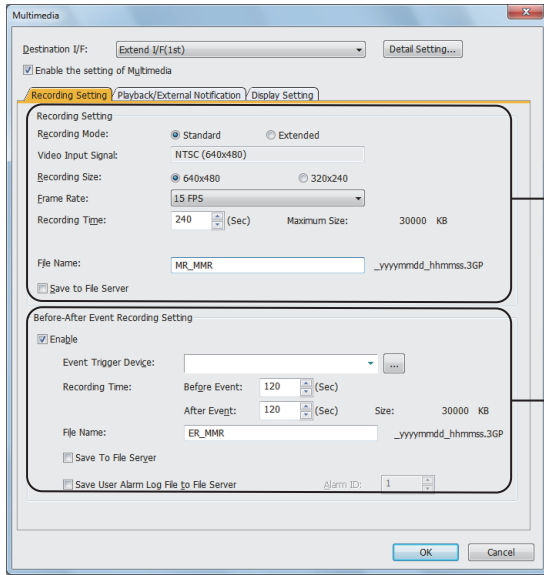 Multimedia
Destination I/F: Extend I/F(1st) Detail Setting...
Enable the setting of Multimedia
Recording Setting Playback/External Notification Display Setting
Recording Setting
Recording Mode: Standard Extended
Video Input Signal: NTSC (640x480)
Recording Size: 640x480 320x240
Frame Rate: 15 FPS
Recording Time: 240 (Sec) Maximum Size: 30000 KB
File Name: MR_MMR _yyyymmdd_hhmmss.3GP
Save to File Server
Before-After Event Recording Setting
Enable
Event Trigger Device: ...
Recording Time: Before Event: 120 (Sec)
After Event: 120 (Sec) Size: 30000 KB
File Name: ER_MMR _yyyymmdd_hhmmss.3GP
Save To File Server
Save User Alarm Log File to File Server Alarm ID: 1
OK Cancel